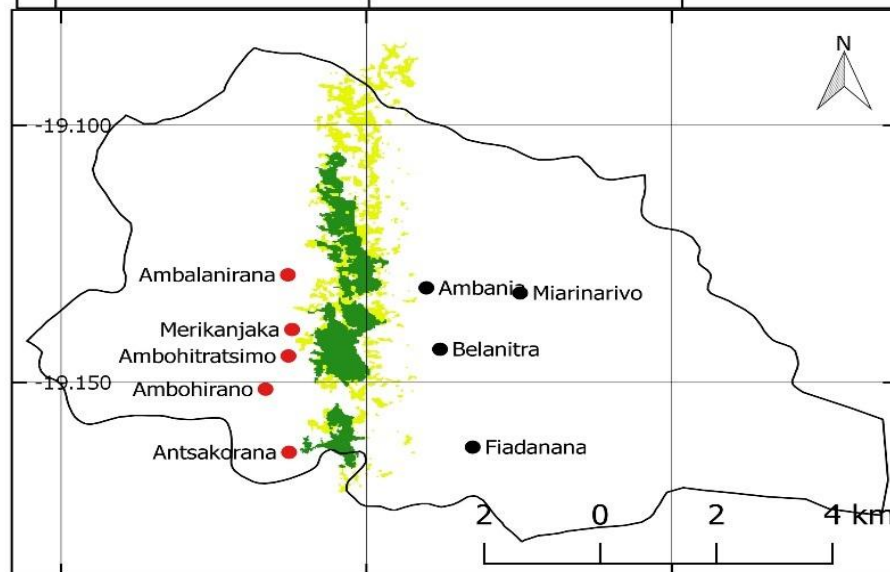 N
-19.100
Ambalanirana
Ambania
Miarinarivo
Merikanjaka
Ambohitratsimo
Belanitra
-19.150
Ambohirano
Antsakorana
Fiadanana
2 0 2 4 km